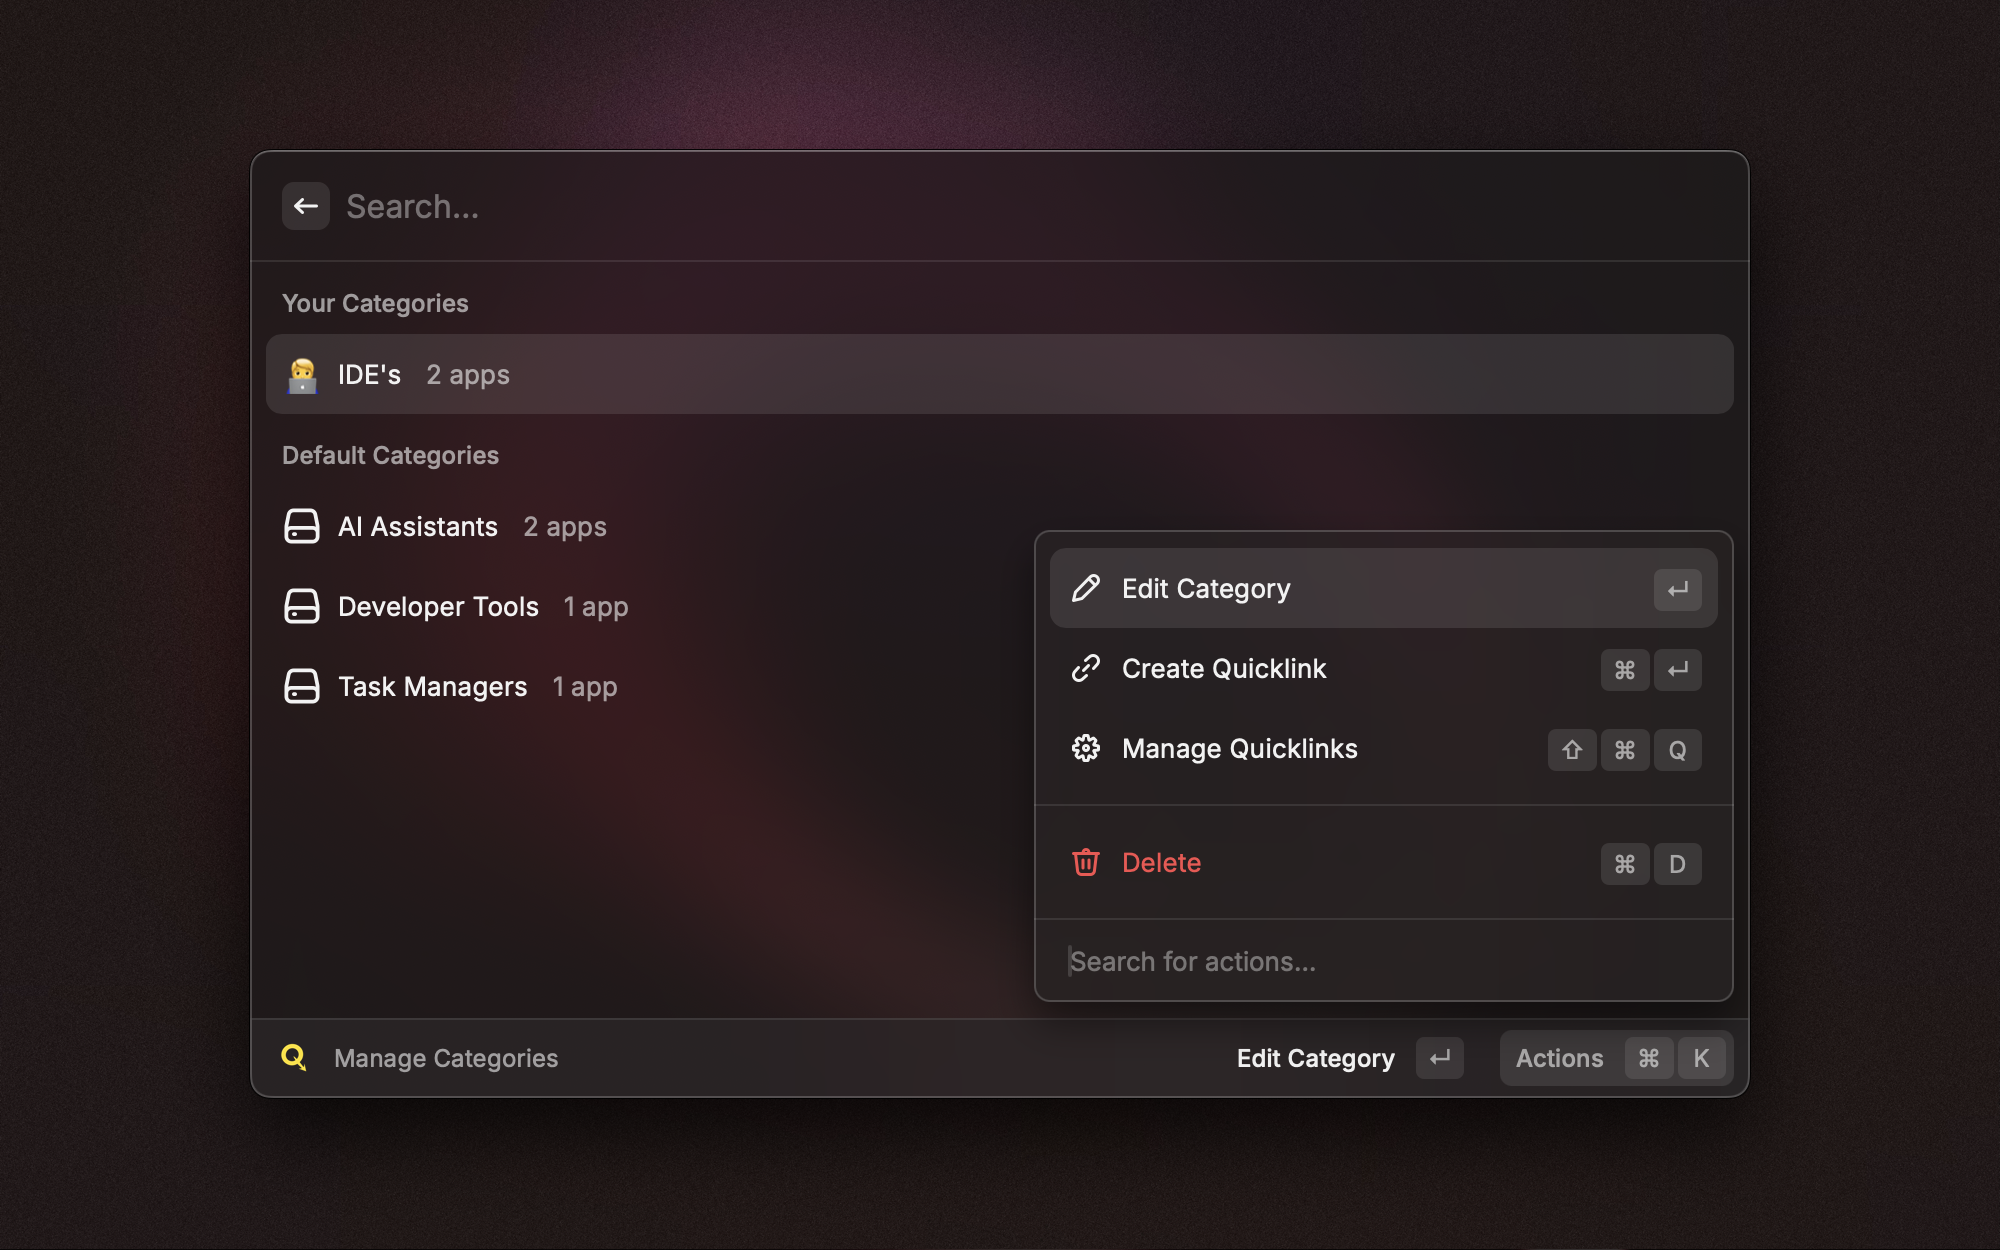 Search...
Your Categories
IDE's 2 apps
Default Categories
AI Assistants 2 apps
Developer Tools 1 app
Task Managers 1 app
Edit Category ↵
Create Quicklink ⌘ ↵
Manage Quicklinks ⇧ ⌘ Q
Delete ⌘ D
Search for actions...
Manage Categories Edit Category ↵ Actions ⌘ K